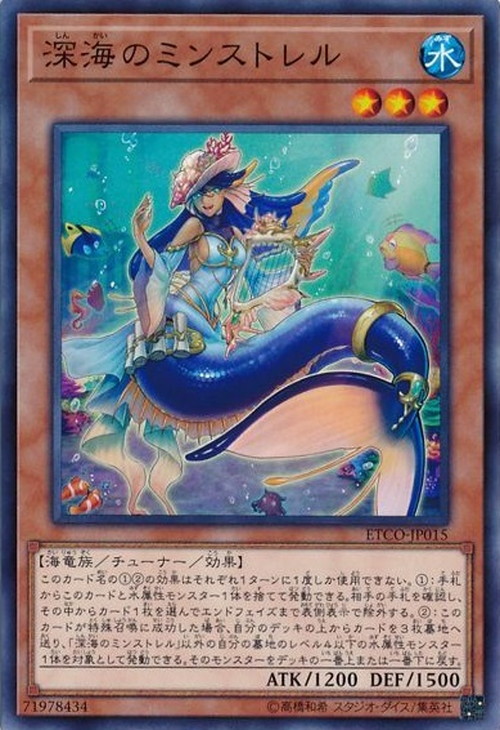 深海のミンストレル
水
ETCO-JP015
【海竜族／チューナー／効果】
このカード名の①②の効果はそれぞれ1ターンに1度しか使用できない。①：手札
からこのカードと水属性モンスター1体を捨てて発動できる。相手の手札を確認し、
その中からカード1枚を選んでエンドフェイズまで表側表示で除外する。②：この
カードが特殊召喚に成功した場合、自分のデッキの上からカードを3枚墓地へ
送り、「深海のミンストレル」以外の自分の墓地のレベル4以下の水属性モンスター
1体を対象として発動できる。そのモンスターをデッキの一番上または一番下に戻す。
ATK/1200 DEF/1500
71978434
©高橋和希 スタジオ・ダイス/集英社